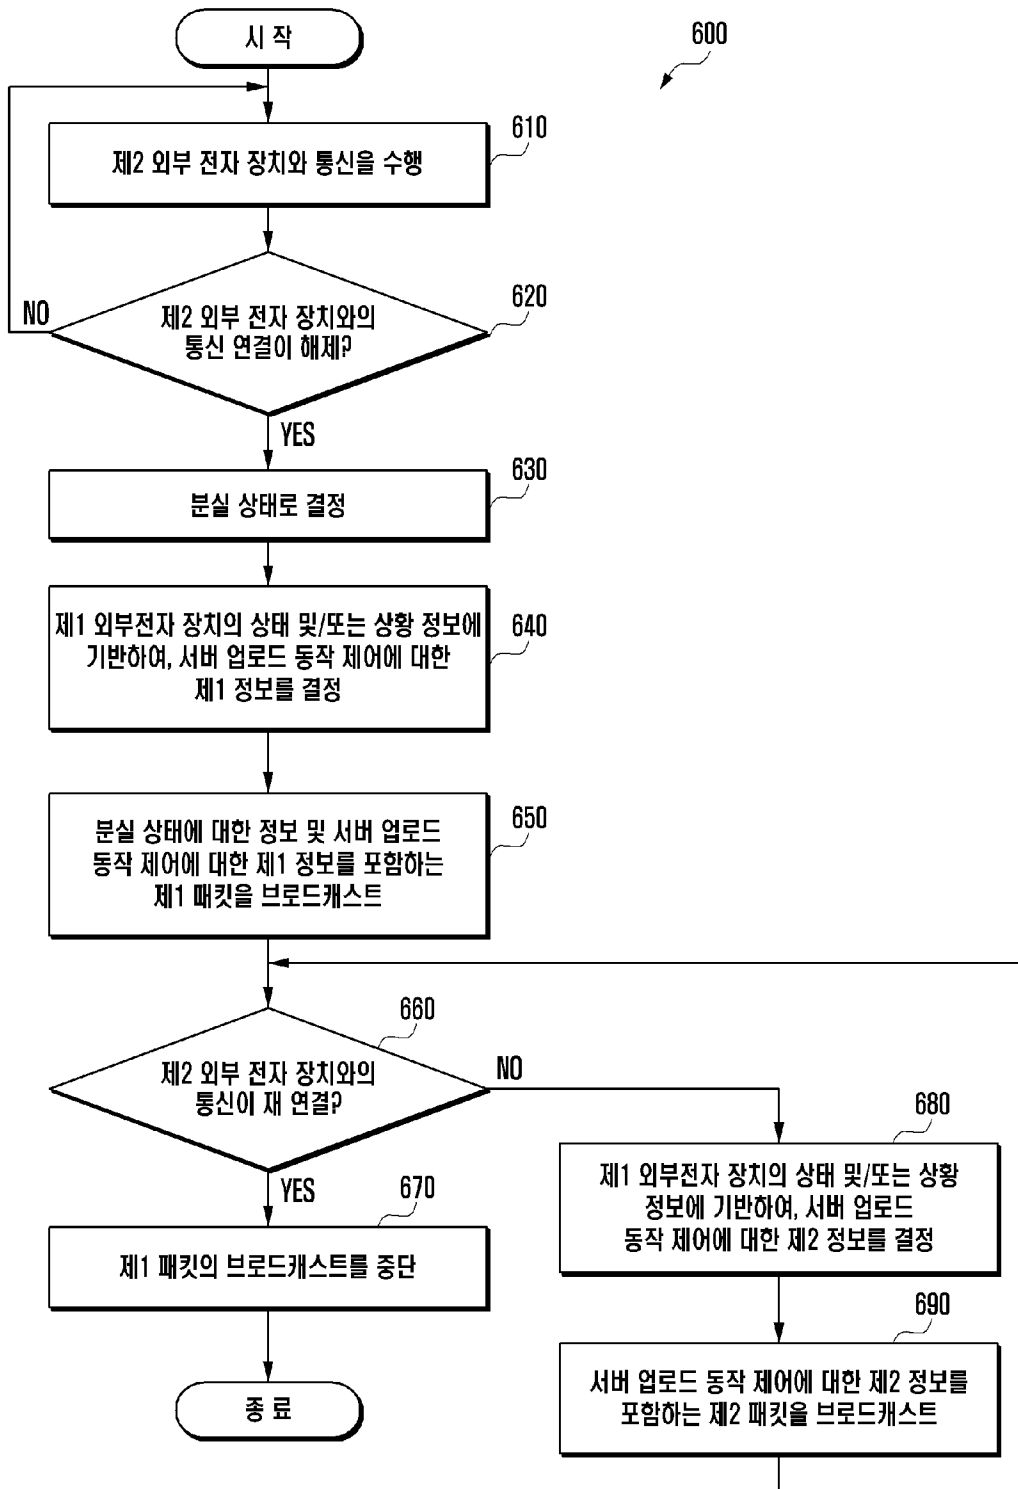 시 작
600
610
제2 외부 전자 장치와 통신을 수행
620
제2 외부 전자 장치와의
통신 연결이 해제?
NO
YES
630
분실 상태로 결정
640
제1 외부전자 장치의 상태 및/또는 상황 정보에
기반하여, 서버 업로드 동작 제어에 대한
제1 정보를 결정
650
분실 상태에 대한 정보 및 서버 업로드
동작 제어에 대한 제1 정보를 포함하는
제1 패킷을 브로드캐스트
660
제2 외부 전자 장치와의
통신이 재 연결?
NO
YES
670
제1 패킷의 브로드캐스트를 중단
680
제1 외부전자 장치의 상태 및/또는 상황
정보에 기반하여, 서버 업로드
동작 제어에 대한 제2 정보를 결정
690
서버 업로드 동작 제어에 대한 제2 정보를
포함하는 제2 패킷을 브로드캐스트
종 료